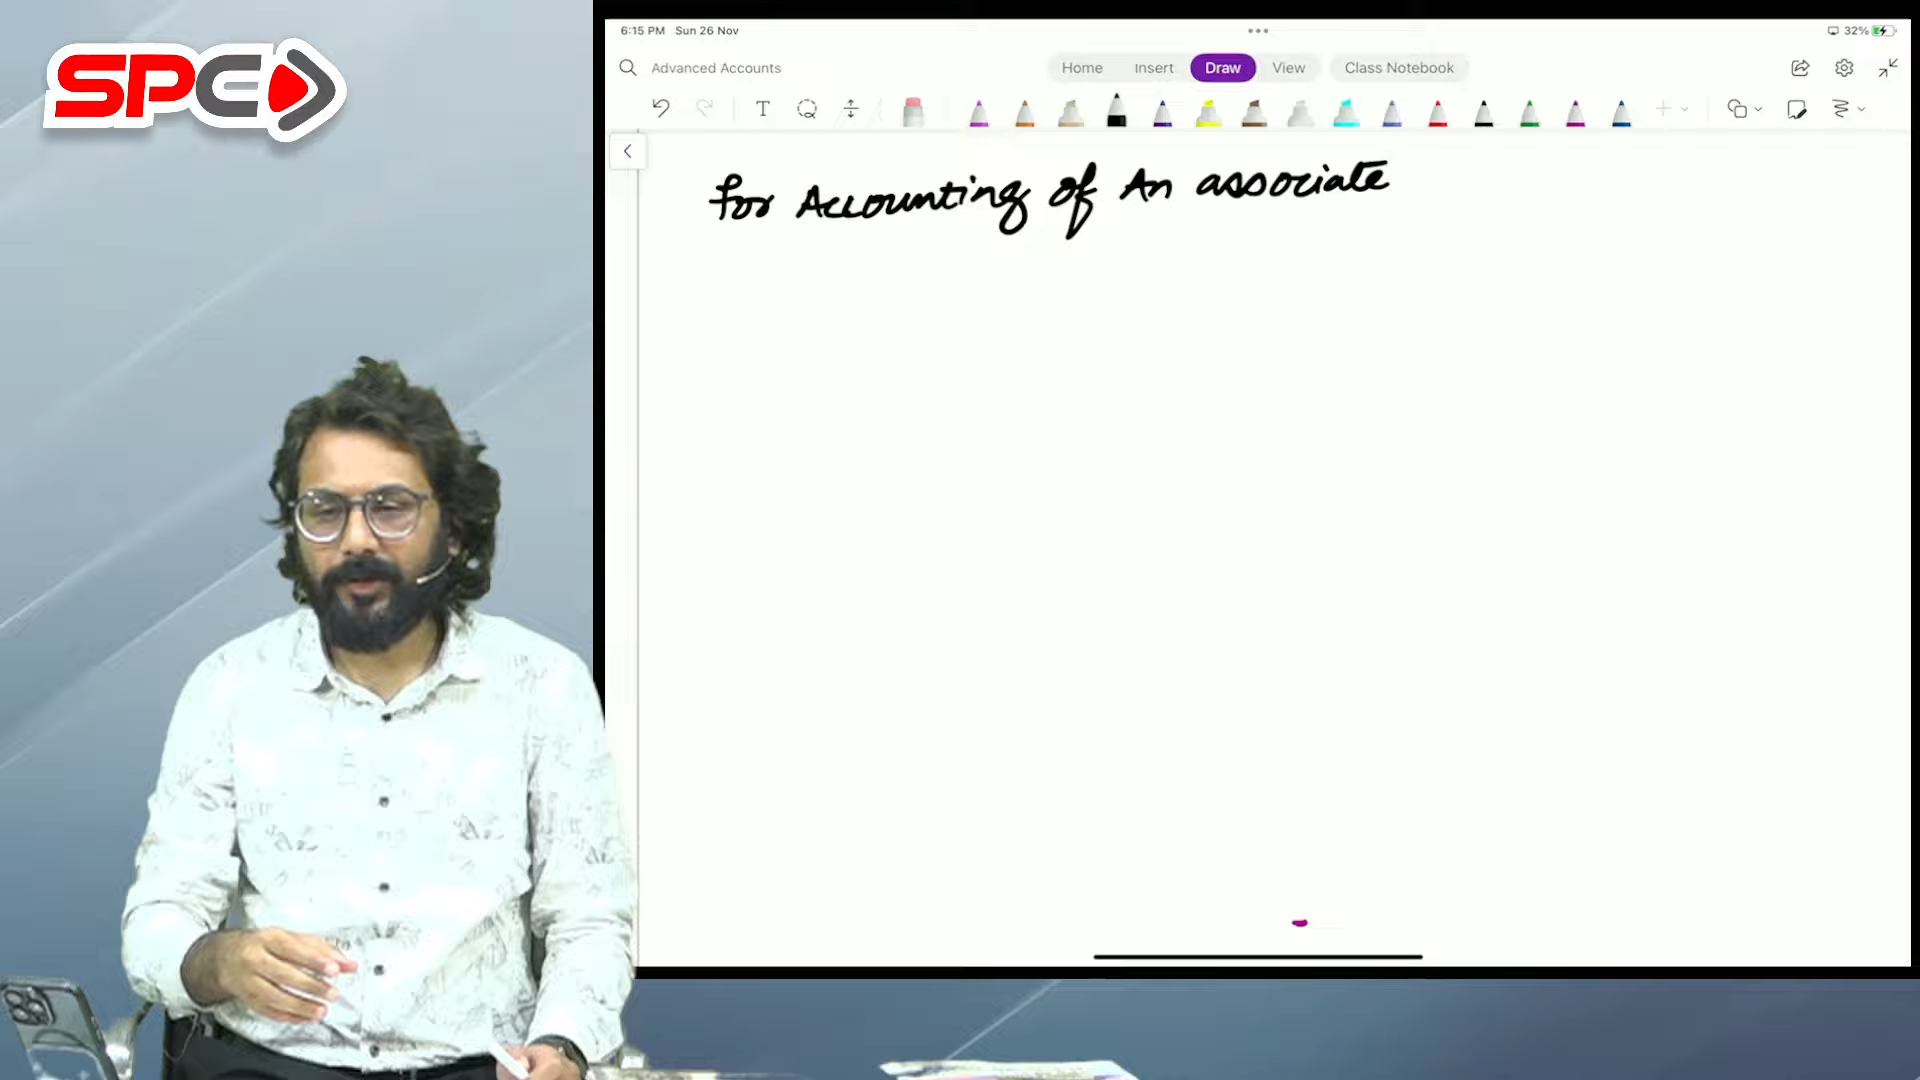 SPE
6:15 PM Sun 26 Nov
32%
Advanced Accounts
Home Insert Draw View Class Notebook
T
for Accounting of An associate